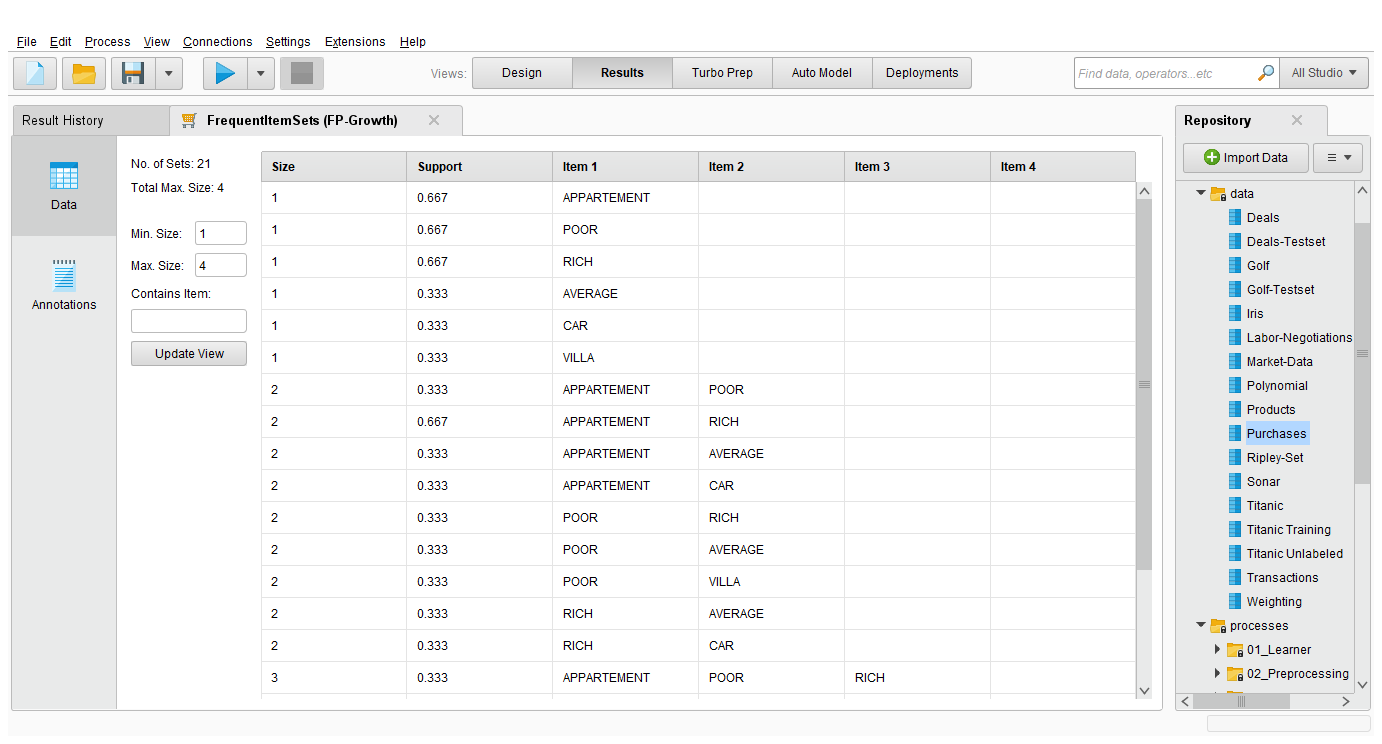 File Edit Process View Connections Settings Extensions Help
Views: Design Results Turbo Prep Auto Model Deployments Find data, operators...etc All Studio
Result History FrequentItemSets (FP-Growth)
Data
Annotations
No. of Sets: 21
Total Max. Size: 4
Min. Size: 1
Max. Size: 4
Contains Item:
Update View
Size Support Item 1 Item 2 Item 3 Item 4
1 0.667 APPARTEMENT
1 0.667 POOR
1 0.667 RICH
1 0.333 AVERAGE
1 0.333 CAR
1 0.333 VILLA
2 0.333 APPARTEMENT POOR
2 0.667 APPARTEMENT RICH
2 0.333 APPARTEMENT AVERAGE
2 0.333 APPARTEMENT CAR
2 0.333 POOR RICH
2 0.333 POOR AVERAGE
2 0.333 POOR VILLA
2 0.333 RICH AVERAGE
2 0.333 RICH CAR
3 0.333 APPARTEMENT POOR RICH
Repository
Import Data
data
Deals
Deals-Testset
Golf
Golf-Testset
Iris
Labor-Negotiations
Market-Data
Polynomial
Products
Purchases
Ripley-Set
Sonar
Titanic
Titanic Training
Titanic Unlabeled
Transactions
Weighting
processes
01_Learner
02_Preprocessing